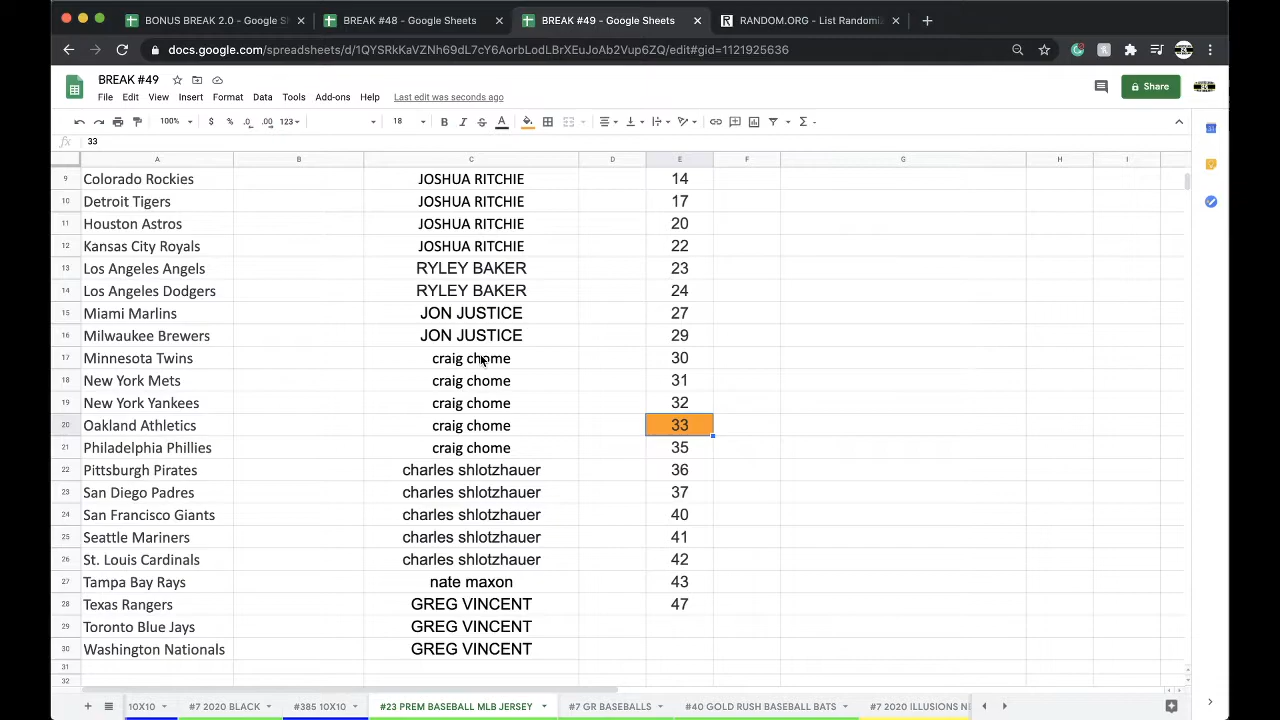 BONUS BREAK 2.0 - Google Sh
BREAK #48 - Google Sheets
BREAK #49 - Google Sheets
RANDOM.ORG - List Randomiz
docs.google.com/spreadsheets/d/1QYSRkKaVZNh69dL7cY6AorbLodLBrXEuJoAb2Vup6ZQ/edit#gid=1121925636
BREAK #49
File Edit View Insert Format Data Tools Add-ons Help Last edit was seconds ago
Share
100% $ % .0 .00 123 18 B I S A
fx 33
A B C D E F G H I
9 Colorado Rockies JOSHUA RITCHIE 14
10 Detroit Tigers JOSHUA RITCHIE 17
11 Houston Astros JOSHUA RITCHIE 20
12 Kansas City Royals JOSHUA RITCHIE 22
13 Los Angeles Angels RYLEY BAKER 23
14 Los Angeles Dodgers RYLEY BAKER 24
15 Miami Marlins JON JUSTICE 27
16 Milwaukee Brewers JON JUSTICE 29
17 Minnesota Twins craig chome 30
18 New York Mets craig chome 31
19 New York Yankees craig chome 32
20 Oakland Athletics craig chome 33
21 Philadelphia Phillies craig chome 35
22 Pittsburgh Pirates charles shlotzhauer 36
23 San Diego Padres charles shlotzhauer 37
24 San Francisco Giants charles shlotzhauer 40
25 Seattle Mariners charles shlotzhauer 41
26 St. Louis Cardinals charles shlotzhauer 42
27 Tampa Bay Rays nate maxon 43
28 Texas Rangers GREG VINCENT 47
29 Toronto Blue Jays GREG VINCENT
30 Washington Nationals GREG VINCENT
31
32
10X10 #7 2020 BLACK #385 10X10 #23 PREM BASEBALL MLB JERSEY #7 GR BASEBALLS #40 GOLD RUSH BASEBALL BATS #7 2020 ILLUSIONS N